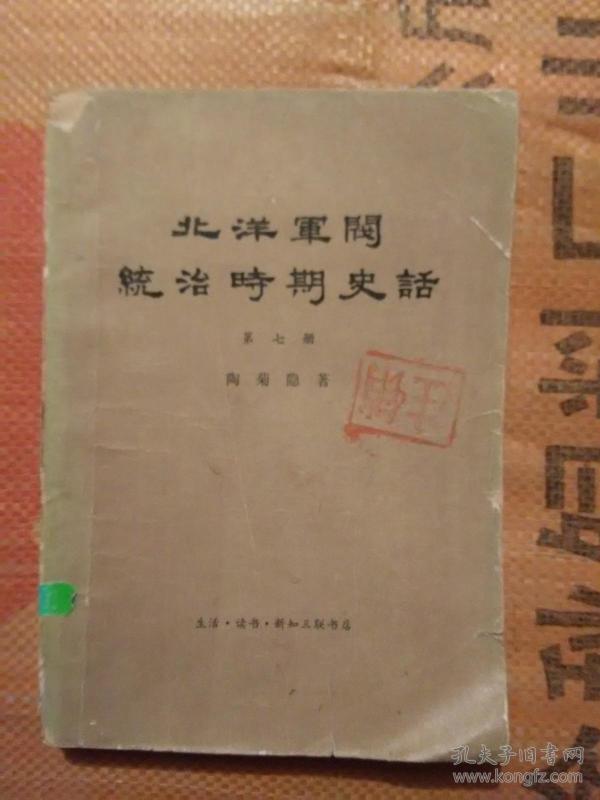 北洋軍閥
統治時期史話
第七册
陶菊隐著
生活·读书·新知三联书店
孔夫子旧书网
www.kongfz.com